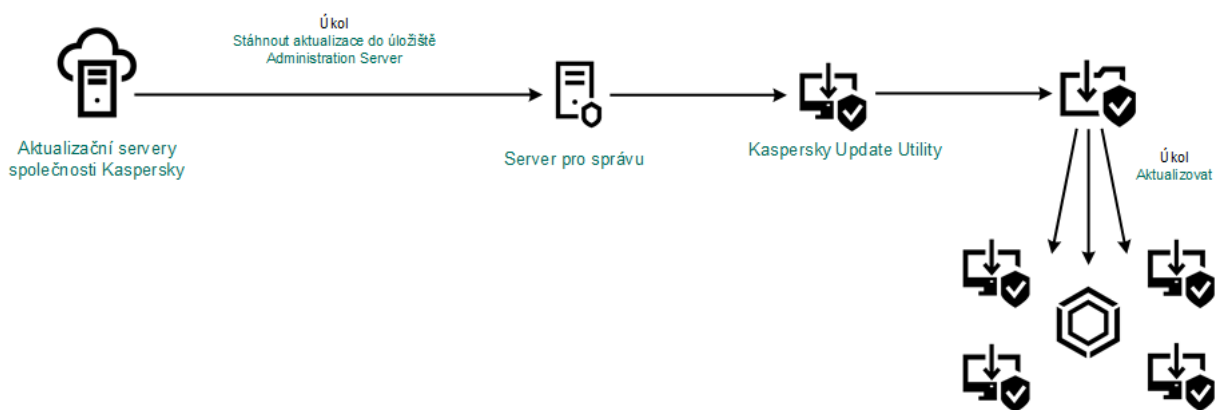 Úkol
Stáhnout aktualizace do úložiště
Administration Server
Aktualizační servery
společnosti Kaspersky
Server pro správu
Kaspersky Update Utility
Úkol
Aktualizovat